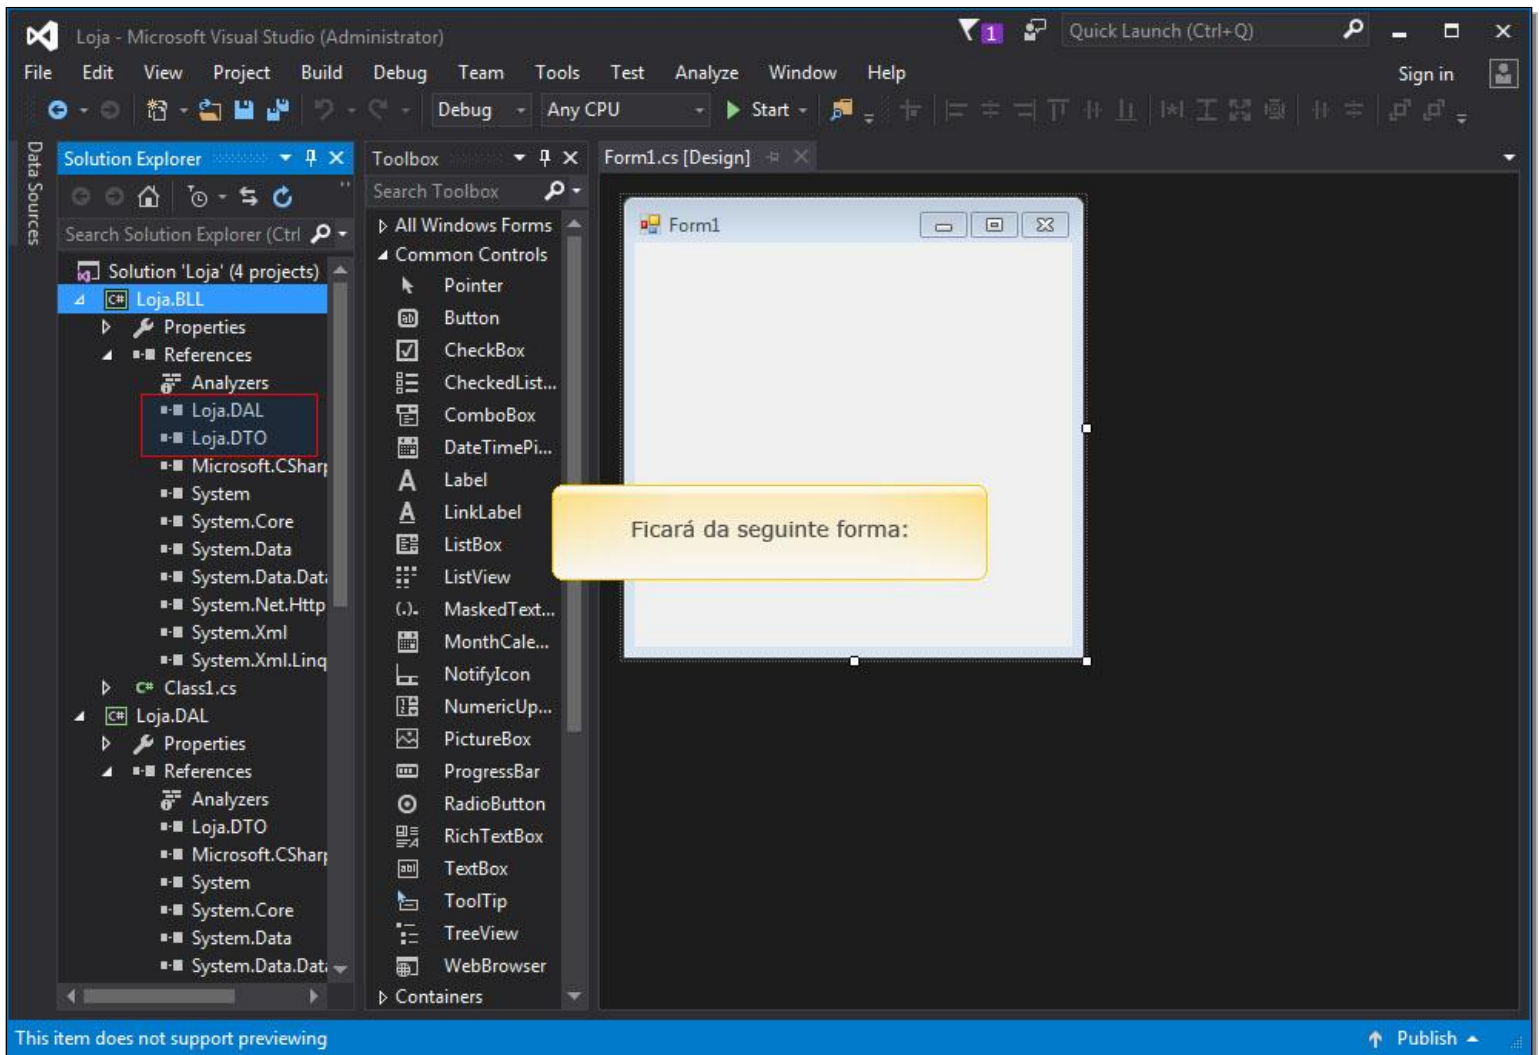 Loja - Microsoft Visual Studio (Administrator)
1
Quick Launch (Ctrl+Q)
File Edit View Project Build Debug Team Tools Test Analyze Window Help
Sign in
Debug
Any CPU
Start
Data Sources
Solution Explorer
Search Solution Explorer (Ctrl
Solution 'Loja' (4 projects)
Loja.BLL
Properties
References
Analyzers
Loja.DAL
Loja.DTO
Microsoft.CSharp
System
System.Core
System.Data
System.Data.Data
System.Net.Http
System.Xml
System.Xml.Linq
Class1.cs
Loja.DAL
Properties
References
Analyzers
Loja.DTO
Microsoft.CSharp
System
System.Core
System.Data
System.Data.Data
Toolbox
Search Toolbox
All Windows Forms
Common Controls
Pointer
Button
CheckBox
CheckedList...
ComboBox
DateTimePi...
Label
LinkLabel
ListBox
ListView
MaskedText...
MonthCale...
NotifyIcon
NumericUp...
PictureBox
ProgressBar
RadioButton
RichTextBox
TextBox
ToolTip
TreeView
WebBrowser
Containers
Form1.cs [Design]
Form1
Ficará da seguinte forma:
This item does not support previewing
Publish